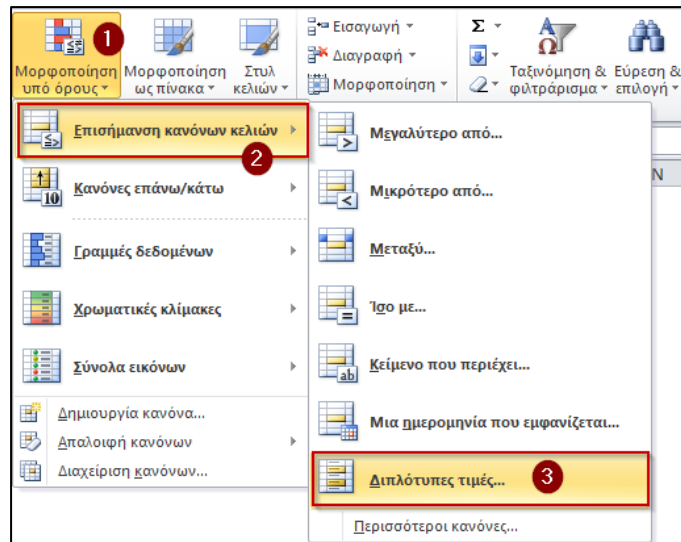 1
Μορφοποίηση υπό όρους
Μορφοποίηση ως πίνακα
Στυλ κελιών
Εισαγωγή
Διαγραφή
Μορφοποίηση
Σ
Ταξινόμηση & φιλτράρισμα
Εύρεση & επιλογή
N
Επισήμανση κανόνων κελιών
2
Κανόνες επάνω/κάτω
Γραμμές δεδομένων
Χρωματικές κλίμακες
Σύνολα εικόνων
Δημιουργία κανόνα...
Απαλοιφή κανόνων
Διαχείριση κανόνων...
Μεγαλύτερο από...
Μικρότερο από...
Μεταξύ...
Ίσο με...
Κείμενο που περιέχει...
Μια ημερομηνία που εμφανίζεται...
Διπλότυπες τιμές...
3
Περισσότεροι κανόνες...